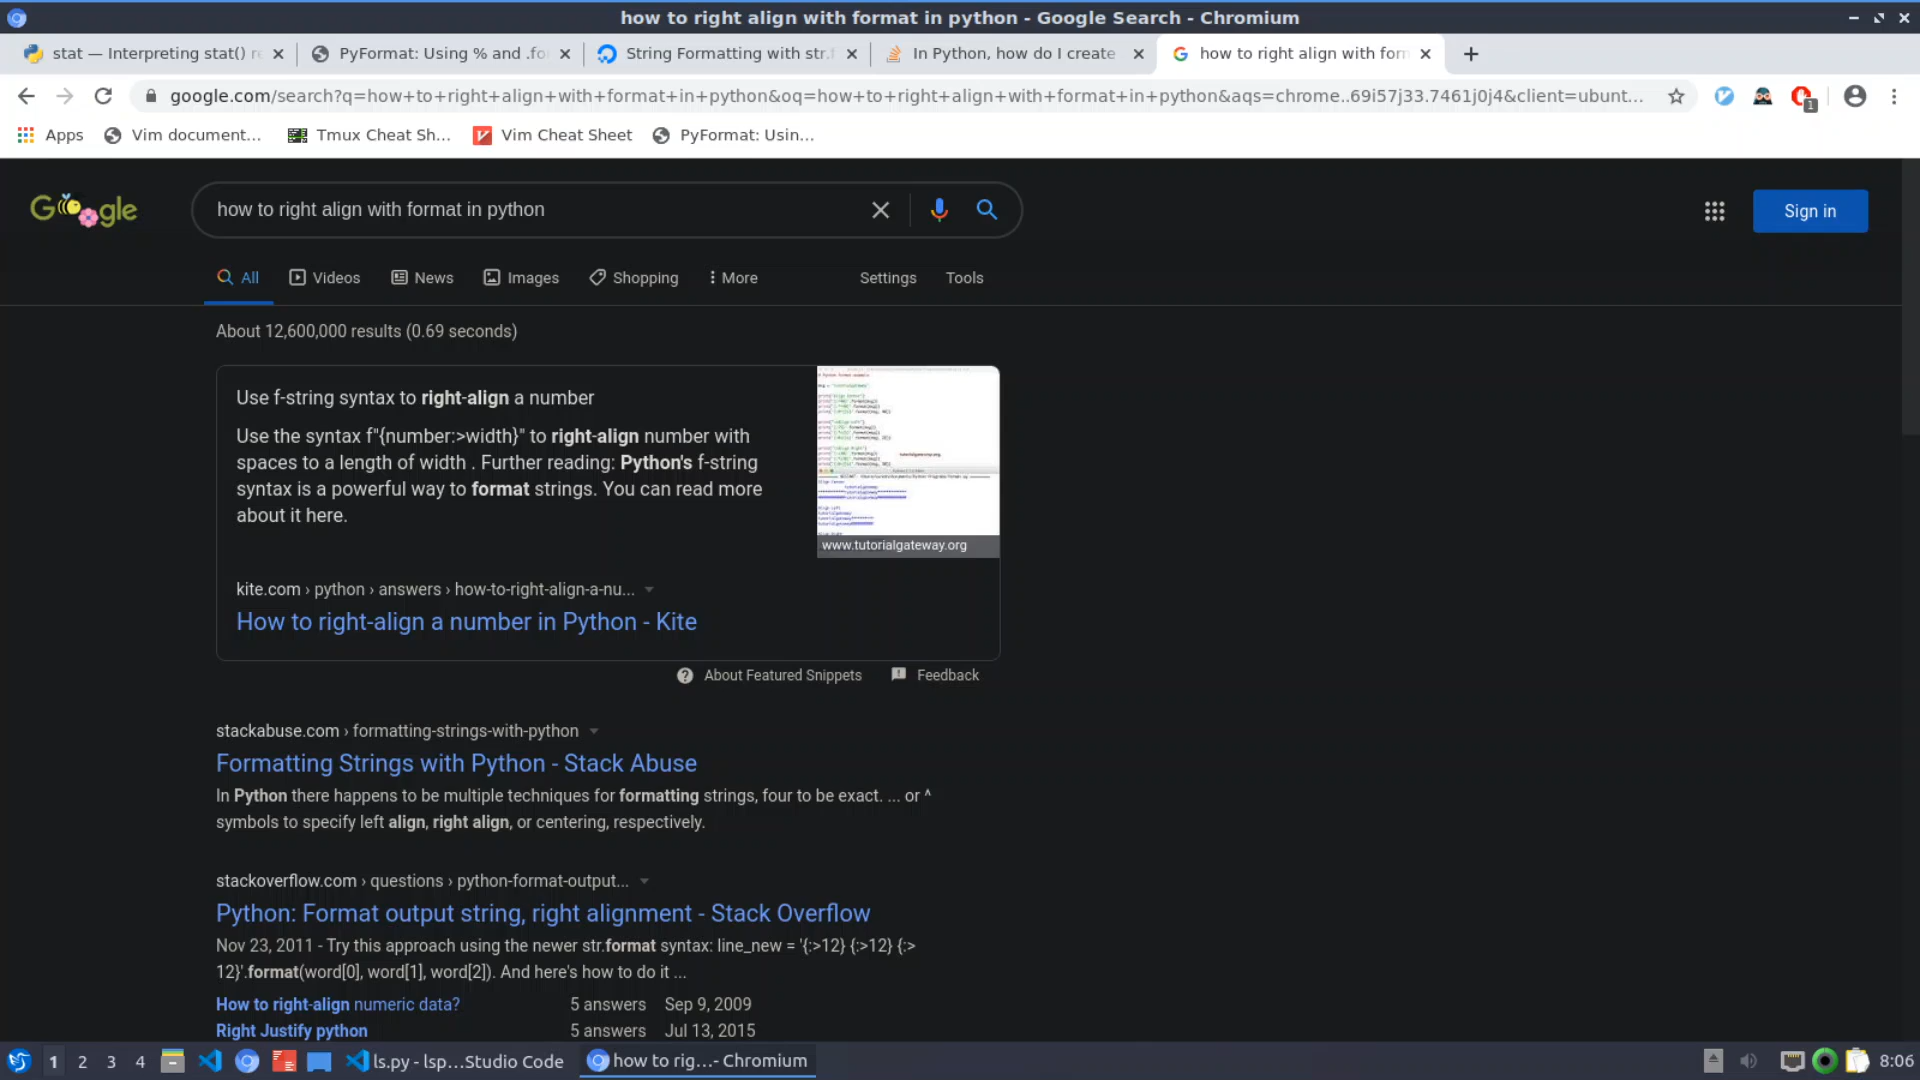 how to right align with format in python - Google Search - Chromium
stat — Interpreting stat() re
PyFormat: Using % and .fo
String Formatting with str.f
In Python, how do I create
how to right align with form
google.com/search?q=how+to+right+align+with+format+in+python&oq=how+to+right+align+with+format+in+python&aqs=chrome..69i57j33.7461j0j4&client=ubunt...
1
Apps
Vim document...
Tmux Cheat Sh...
Vim Cheat Sheet
PyFormat: Usin...
Google
how to right align with format in python
Sign in
All
Videos
News
Images
Shopping
More
Settings
Tools
About 12,600,000 results (0.69 seconds)
Use f-string syntax to right-align a number
Use the syntax f"{number:>width}" to right-align number with
spaces to a length of width . Further reading: Python's f-string
syntax is a powerful way to format strings. You can read more
about it here.
www.tutorialgateway.org
kite.com › python › answers › how-to-right-align-a-nu...
How to right-align a number in Python - Kite
About Featured Snippets
Feedback
stackabuse.com › formatting-strings-with-python
Formatting Strings with Python - Stack Abuse
In Python there happens to be multiple techniques for formatting strings, four to be exact. ... or ^
symbols to specify left align, right align, or centering, respectively.
stackoverflow.com › questions › python-format-output...
Python: Format output string, right alignment - Stack Overflow
Nov 23, 2011 - Try this approach using the newer str.format syntax: line_new = '{:>12} {:>12} {:>
12}'.format(word[0], word[1], word[2]). And here's how to do it ...
How to right-align numeric data? 5 answers Sep 9, 2009
Right Justify python 5 answers Jul 13, 2015
1 2 3 4
ls.py - lsp...Studio Code
how to rig...- Chromium
8:06